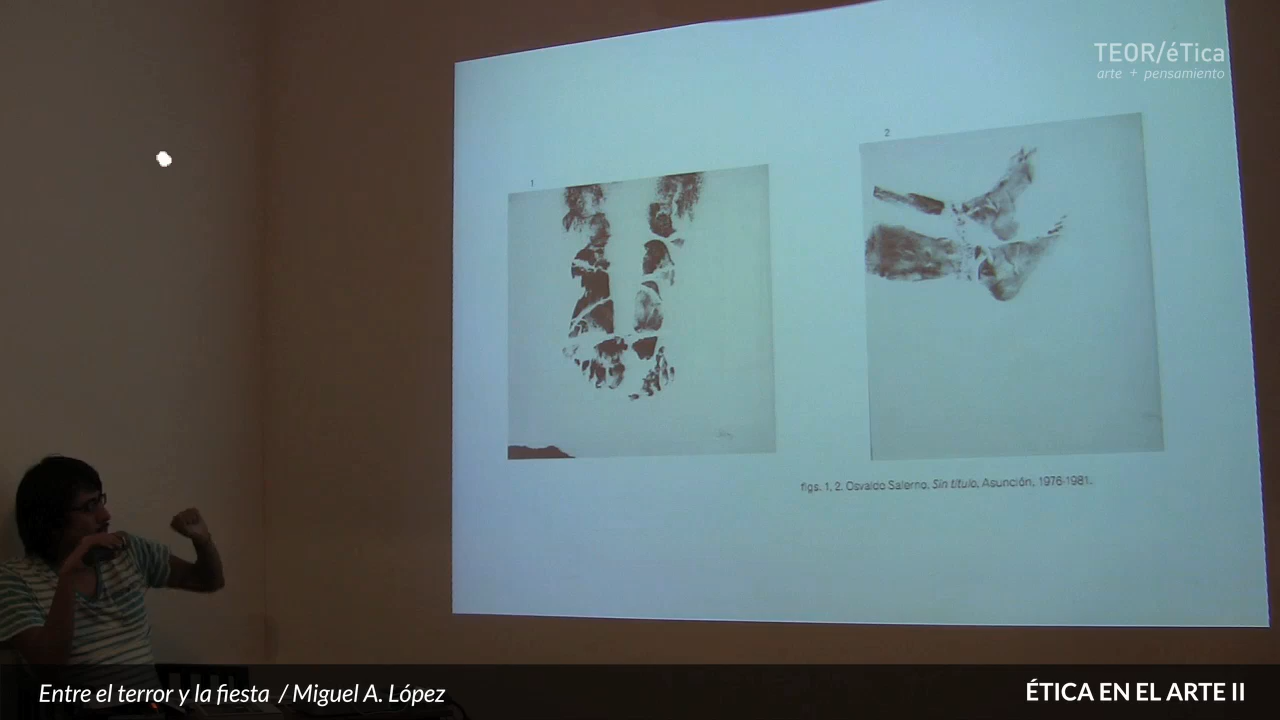 TEOR/éTica
arte + pensamiento
1
2
figs. 1, 2. Osvaldo Salerno, Sin título, Asunción, 1976-1981.
Entre el terror y la fiesta / Miguel A. López
ÉTICA EN EL ARTE II